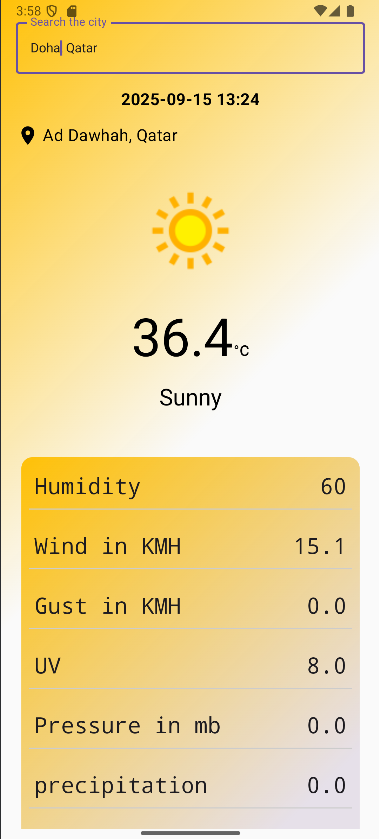 3:58
Search the city
Doha Qatar
2025-09-15 13:24
Ad Dawhah, Qatar
36.4°C
Sunny
Humidity 60
Wind in KMH 15.1
Gust in KMH 0.0
UV 8.0
Pressure in mb 0.0
precipitation 0.0